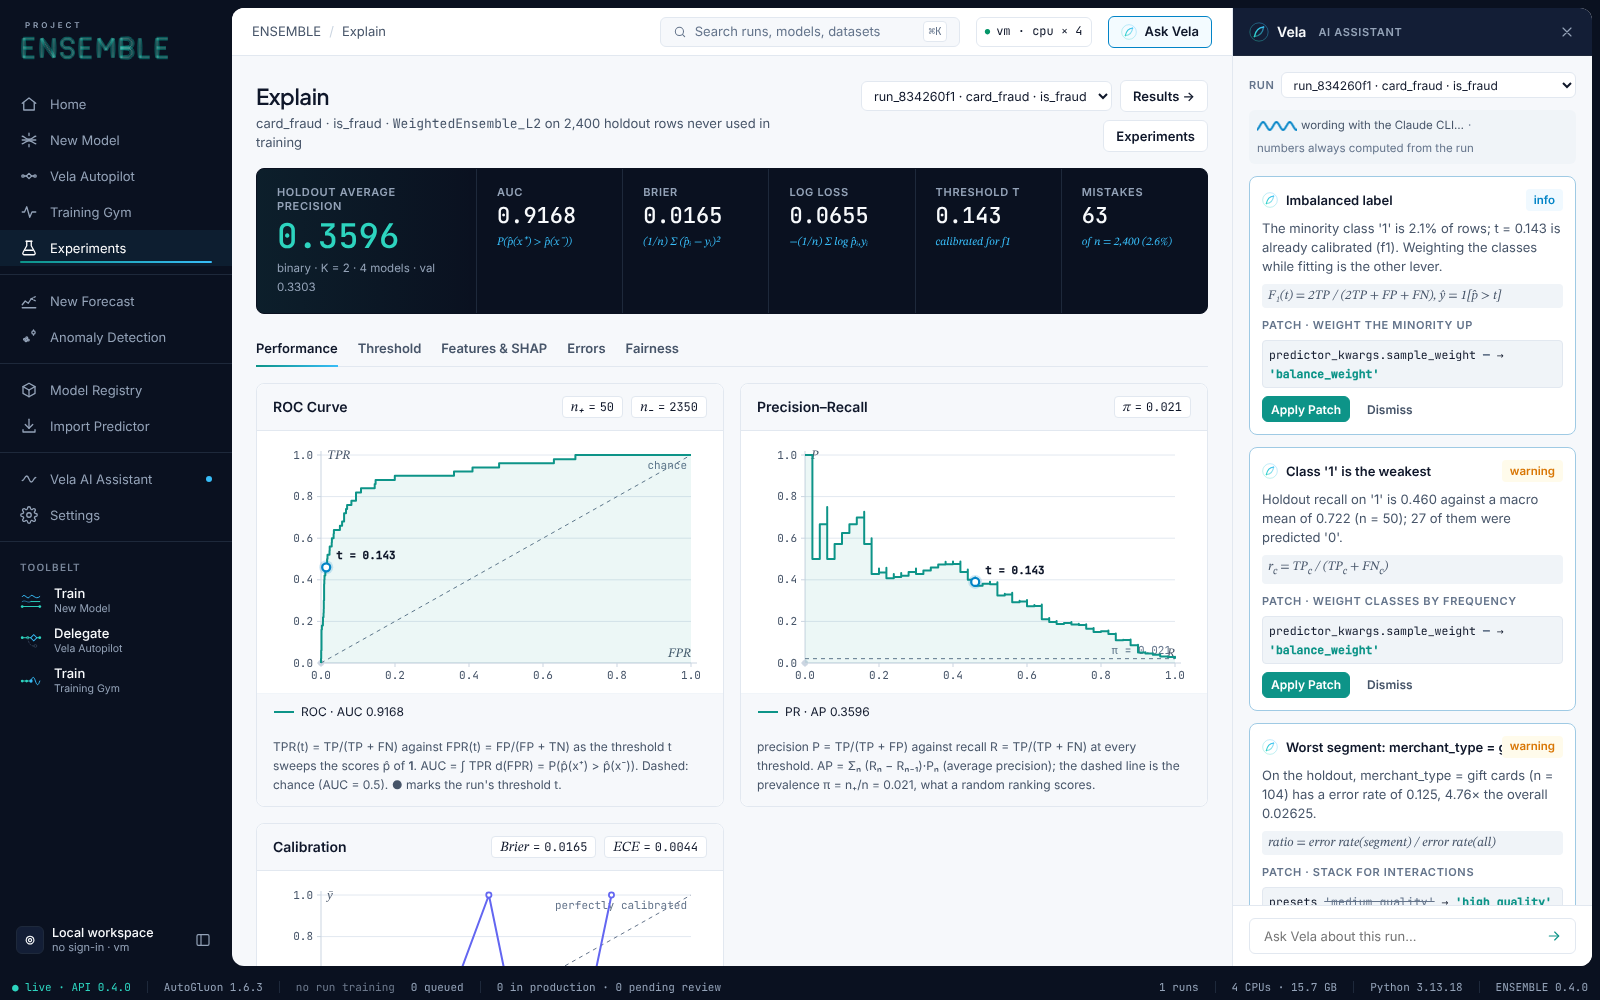 PROJECT
ENSEMBLE
Home
New Model
Vela Autopilot
Training Gym
Experiments
New Forecast
Anomaly Detection
Model Registry
Import Predictor
Vela AI Assistant
Settings
TOOLBELT
Train
New Model
Delegate
Vela Autopilot
Train
Training Gym
Local workspace
no sign-in · vm
ENSEMBLE / Explain
Search runs, models, datasets
⌘K
vm · cpu × 4
Ask Vela
Explain
card_fraud · is_fraud · WeightedEnsemble_L2 on 2,400 holdout rows never used in
training
run_834260f1 · card_fraud · is_fraud
Results →
Experiments
HOLDOUT AVERAGE
PRECISION
0.3596
binary · K = 2 · 4 models · val
0.3303
AUC
0.9168
P(p̂(x⁺) > p̂(x⁻))
BRIER
0.0165
(1/n) Σ (p̂ᵢ − yᵢ)²
LOG LOSS
0.0655
−(1/n) Σ log p̂ᵢ,yᵢ
THRESHOLD T
0.143
calibrated for f1
MISTAKES
63
of n = 2,400 (2.6%)
Performance
Threshold
Features & SHAP
Errors
Fairness
ROC Curve
n₊ = 50
n₋ = 2350
1.0
0.8
0.6
0.4
0.2
0.0
TPR
chance
t = 0.143
FPR
0.0 0.2 0.4 0.6 0.8 1.0
ROC · AUC 0.9168
TPR(t) = TP/(TP + FN) against FPR(t) = FP/(FP + TN) as the threshold t
sweeps the scores p̂ of 1. AUC = ∫ TPR d(FPR) = P(p̂(x⁺) > p̂(x⁻)). Dashed:
chance (AUC = 0.5). ● marks the run's threshold t.
Precision–Recall
π = 0.021
1.0
0.8
0.6
0.4
0.2
0.0
P
t = 0.143
π = 0.021
R
0.0 0.2 0.4 0.6 0.8 1.0
PR · AP 0.3596
precision P = TP/(TP + FP) against recall R = TP/(TP + FN) at every
threshold. AP = Σₙ (Rₙ − Rₙ₋₁)·Pₙ (average precision); the dashed line is the
prevalence π = n₊/n = 0.021, what a random ranking scores.
Calibration
Brier = 0.0165
ECE = 0.0044
1.0
0.8
ȳ
perfectly calibrated
Vela AI ASSISTANT
RUN
run_834260f1 · card_fraud · is_fraud
wording with the Claude CLI… ·
numbers always computed from the run
Imbalanced label
info
The minority class '1' is 2.1% of rows; t = 0.143 is
already calibrated (f1). Weighting the classes
while fitting is the other lever.
F₁(t) = 2TP / (2TP + FP + FN), ŷ = 1[p̂ > t]
PATCH · WEIGHT THE MINORITY UP
predictor_kwargs.sample_weight — →
'balance_weight'
Apply Patch
Dismiss
Class '1' is the weakest
warning
Holdout recall on '1' is 0.460 against a macro
mean of 0.722 (n = 50); 27 of them were
predicted '0'.
r_c = TP_c / (TP_c + FN_c)
PATCH · WEIGHT CLASSES BY FREQUENCY
predictor_kwargs.sample_weight — →
'balance_weight'
Apply Patch
Dismiss
Worst segment: merchant_type = g
warning
On the holdout, merchant_type = gift cards (n =
104) has a error rate of 0.125, 4.76× the overall
0.02625.
ratio = error rate(segment) / error rate(all)
PATCH · STACK FOR INTERACTIONS
presets 'medium_quality' → 'high_quality'
Ask Vela about this run...
live · API 0.4.0
AutoGluon 1.6.3
no run training 0 queued
0 in production · 0 pending review
1 runs
4 CPUs · 15.7 GB
Python 3.13.18
ENSEMBLE 0.4.0